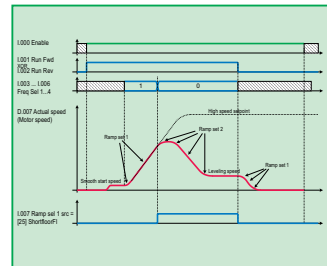 I.000 Enable
I.001 Run Fwd
XOR
I.002 Run Rev
I.003 ... I.006
Freq Sel 1...4
1
0
D.007 Actual speed
(Motor speed)
High speed setpoint
Ramp set 2
Ramp set 1
Ramp set 1
Leveling speed
Smooth start speed
I.007 Ramp sel 1 src =
[25] ShortfloorFl